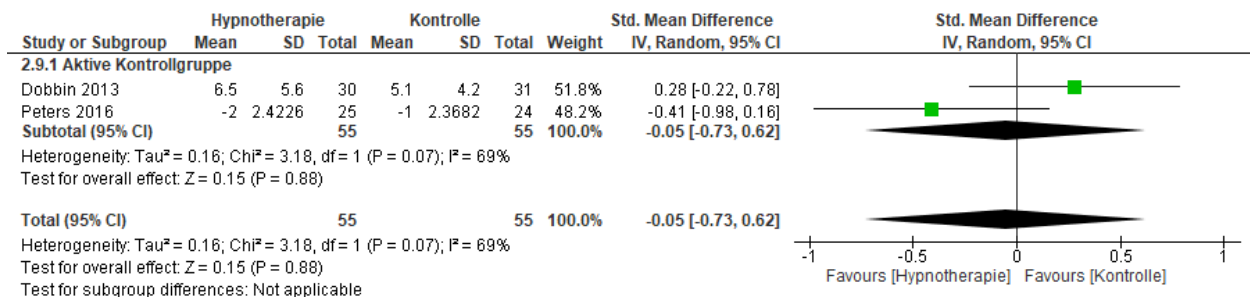 Hypnotherapie Kontrolle Std. Mean Difference Std. Mean Difference
Study or Subgroup Mean SD Total Mean SD Total Weight IV, Random, 95% CI IV, Random, 95% CI
2.9.1 Aktive Kontrollgruppe
Dobbin 2013 6.5 5.6 30 5.1 4.2 31 51.8% 0.28 [-0.22, 0.78]
Peters 2016 -2 2.4226 25 -1 2.3682 24 48.2% -0.41 [-0.98, 0.16]
Subtotal (95% CI) 55 55 100.0% -0.05 [-0.73, 0.62]
Heterogeneity: Tau² = 0.16; Chi² = 3.18, df = 1 (P = 0.07); I² = 69%
Test for overall effect: Z = 0.15 (P = 0.88)
Total (95% CI) 55 55 100.0% -0.05 [-0.73, 0.62]
Heterogeneity: Tau² = 0.16; Chi² = 3.18, df = 1 (P = 0.07); I² = 69%
Test for overall effect: Z = 0.15 (P = 0.88)
Test for subgroup differences: Not applicable
-1 -0.5 0 0.5 1
Favours [Hypnotherapie] Favours [Kontrolle]